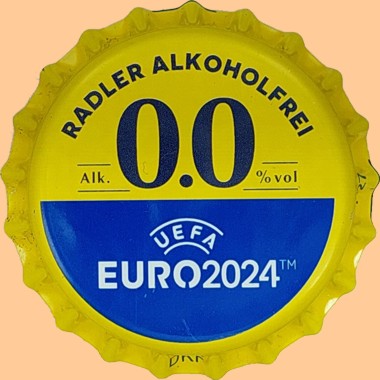 RADLER ALKOHOLFREI
Alk. 0.0 % vol
UEFA
EURO2024™